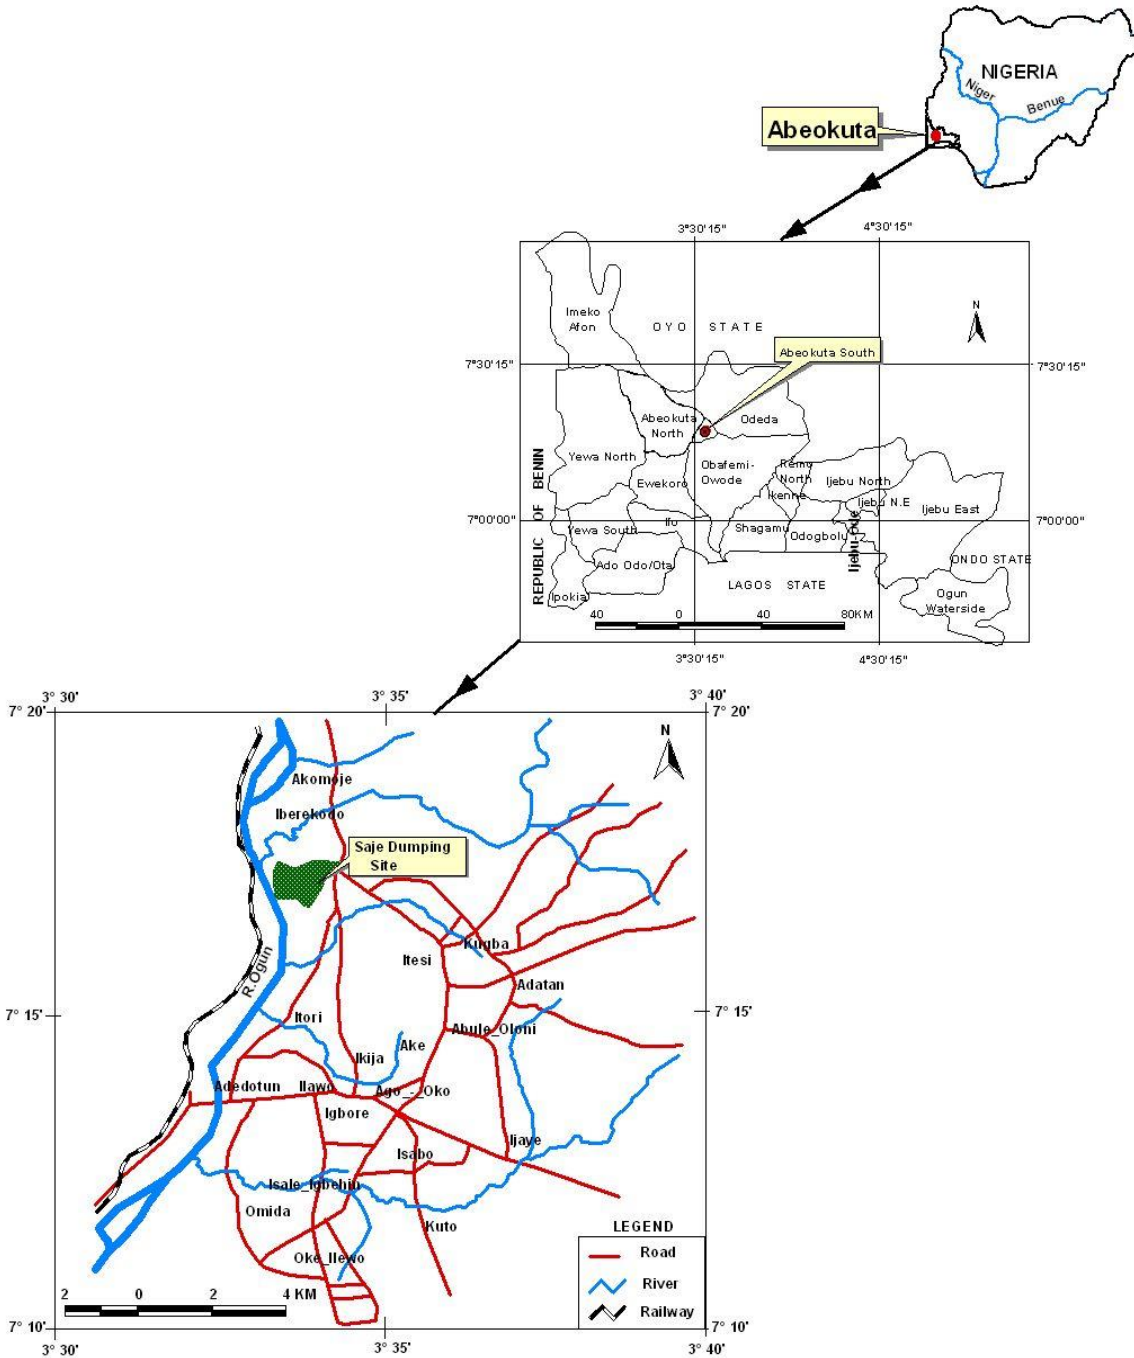 NIGERIA
Niger
Benue
Abeokuta
3°30'15"
4°30'15"
Imeko
Afon
OYO STATE
N
7°30'15"
Abeokuta South
7°30'15"
Abeokuta
North
Odeda
Yewa North
Obafemi-
Owode
Remo
North
Ijebu North
Ewekoro
Ikenne
Ijebu N.E
Ijebu East
REPUBLIC OF BENIN
7°00'00"
Yewa South
Ifo
Shagamu
Odogbolu
Ijebu-ode
7°00'00"
Ado Odo/Ota
ONDO STATE
Ipokia
LAGOS STATE
Ogun
Waterside
40 0 40 80KM
3°30'15"
4°30'15"
3° 30'
3° 35'
3° 40'
7° 20'
7° 20'
N
Akomoje
Iberekodo
Saje Dumping
Site
Kugba
Itesi
R.Ogun
Adatan
7° 15'
7° 15'
Itori
Abule_Oloni
Ake
Ikija
Adedotun
Ilawo
Ago_-_Oko
Igbore
Ijaye
Isabo
Isale_Igbehin
Omida
Kuto
Oke_Ilewo
LEGEND
Road
River
Railway
2 0 2 4 KM
7° 10'
7° 10'
3° 30'
3° 35'
3° 40'